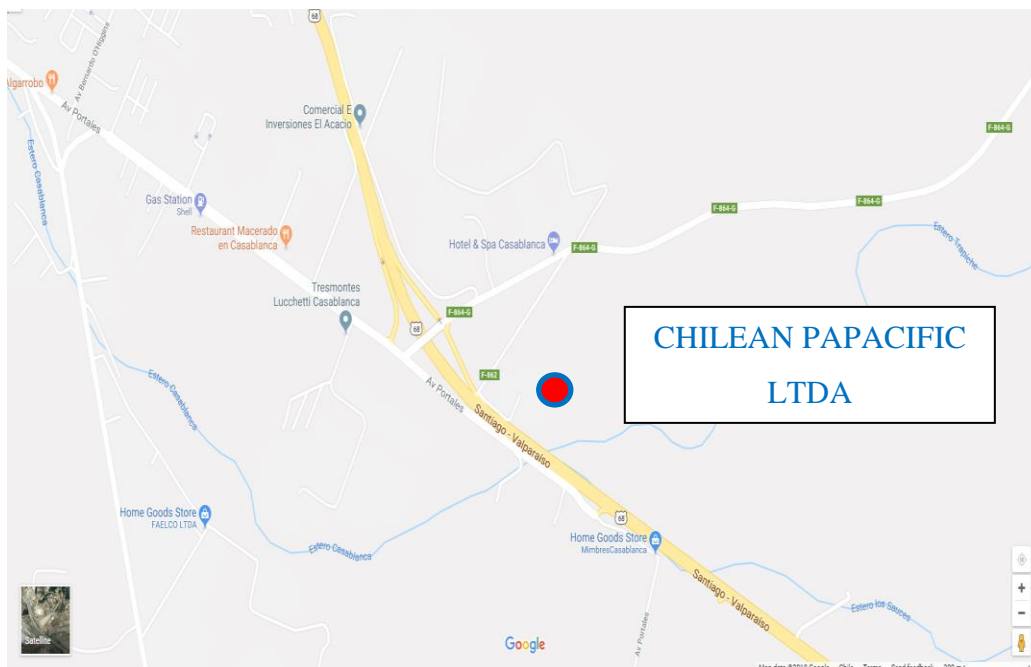 68
Algarrobo
Av Bernardo O'Higgins
Av Portales
Comercial E
Inversiones El Acacio
F-864-G
Estero Casablanca
Gas Station
Shell
Restaurant Macerado
en Casablanca
F-864-G
F-864-G
Hotel & Spa Casablanca
F-864-G
Estero Trapiche
Tresmontes
Lucchetti Casablanca
F-864-G
68
CHILEAN PAPACIFIC
LTDA
F-862
Av Portales
Estero Casablanca
Santiago - Valparaíso
Home Goods Store
FAELCO LTDA
68
Home Goods Store
MimbresCasablanca
Estero Casablanca
Santiago - Valparaíso
Estero los Sauces
Av Portales
Satellite
Google
+
−